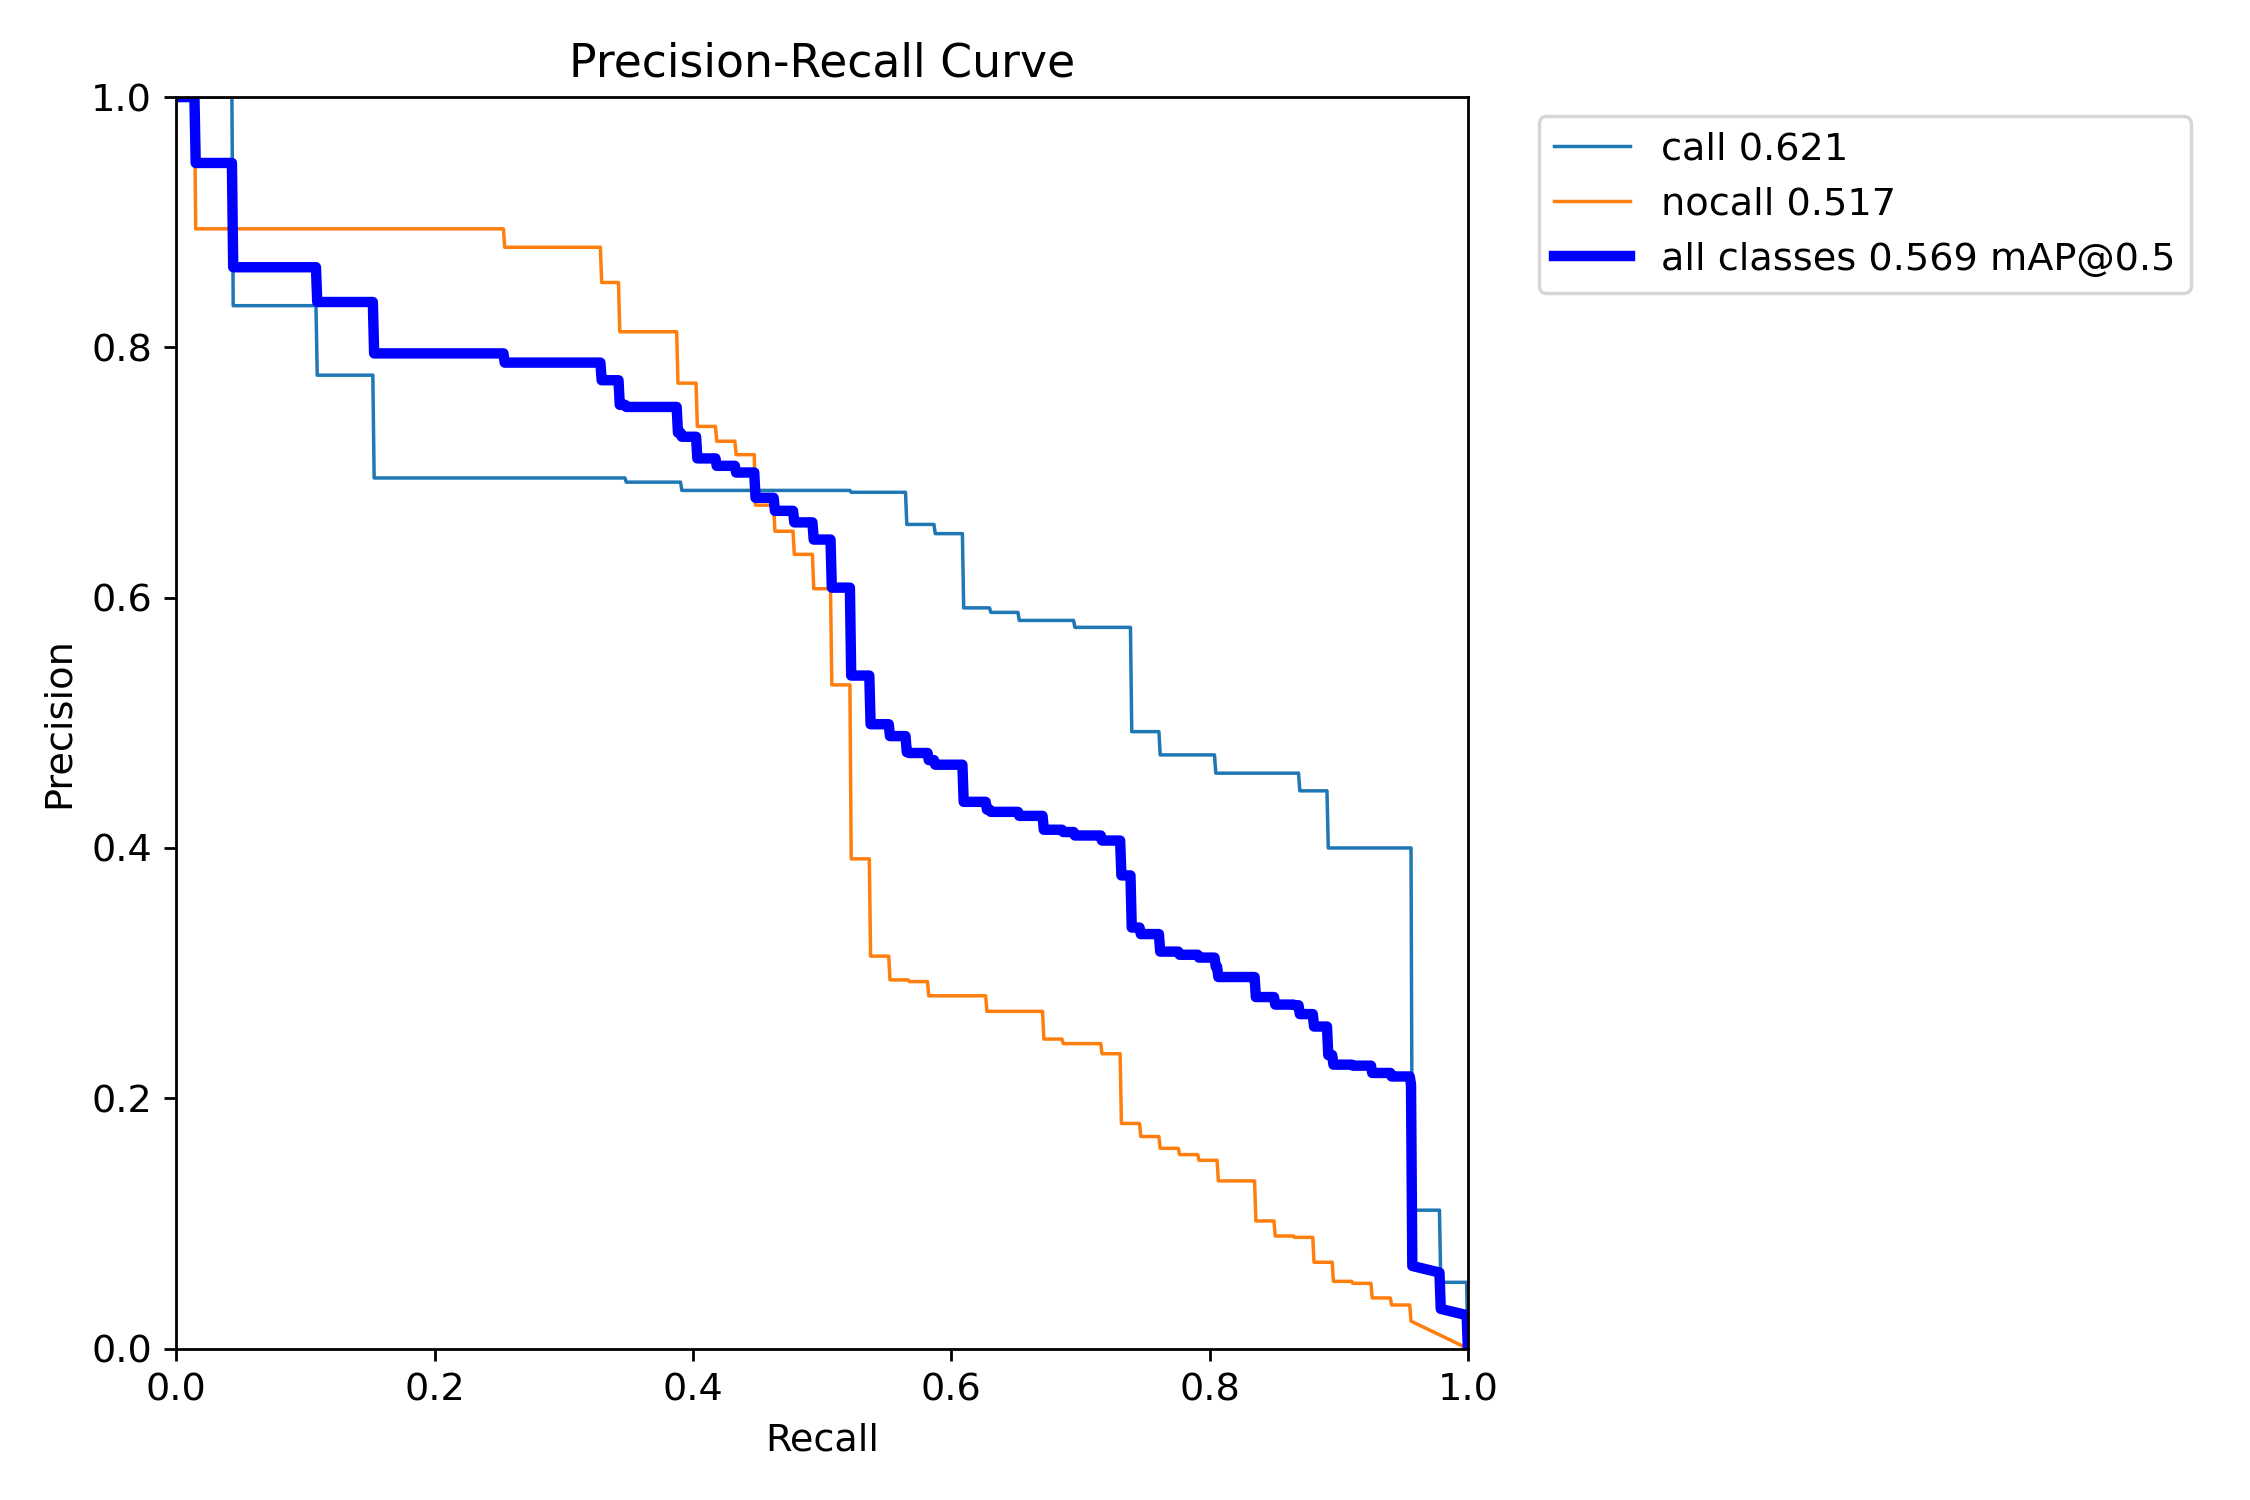 Precision-Recall Curve
1.0
0.8
0.6
0.4
0.2
0.0
Precision
0.0 0.2 0.4 0.6 0.8 1.0
Recall
call 0.621
nocall 0.517
all classes 0.569 mAP@0.5